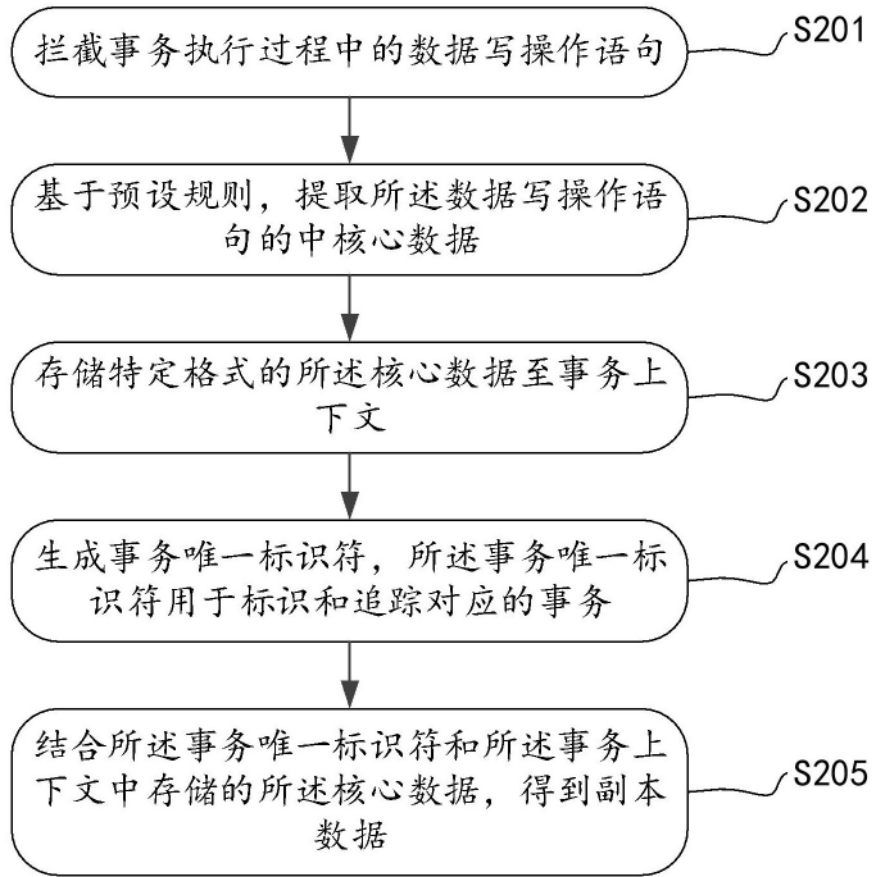 拦截事务执行过程中的数据写操作语句
S201
基于预设规则，提取所述数据写操作语
句的中核心数据
S202
存储特定格式的所述核心数据至事务上
下文
S203
生成事务唯一标识符，所述事务唯一标
识符用于标识和追踪对应的事务
S204
结合所述事务唯一标识符和所述事务上
下文中存储的所述核心数据，得到副本
数据
S205